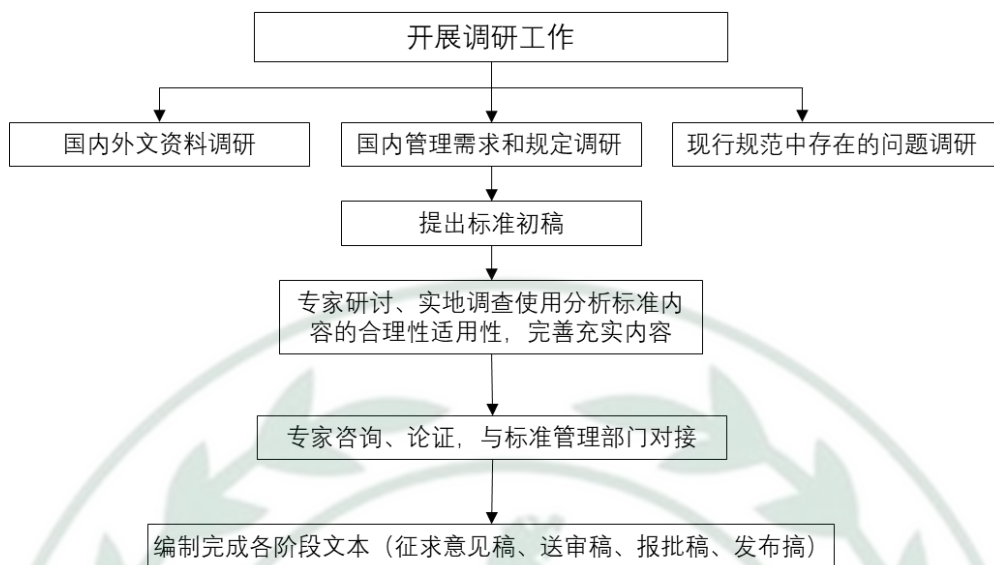 开展调研工作
国内外文资料调研
国内管理需求和规定调研
现行规范中存在的问题调研
提出标准初稿
专家研讨、实地调查使用分析标准内
容的合理性适用性，完善充实内容
专家咨询、论证，与标准管理部门对接
编制完成各阶段文本（征求意见稿、送审稿、报批稿、发布搞）